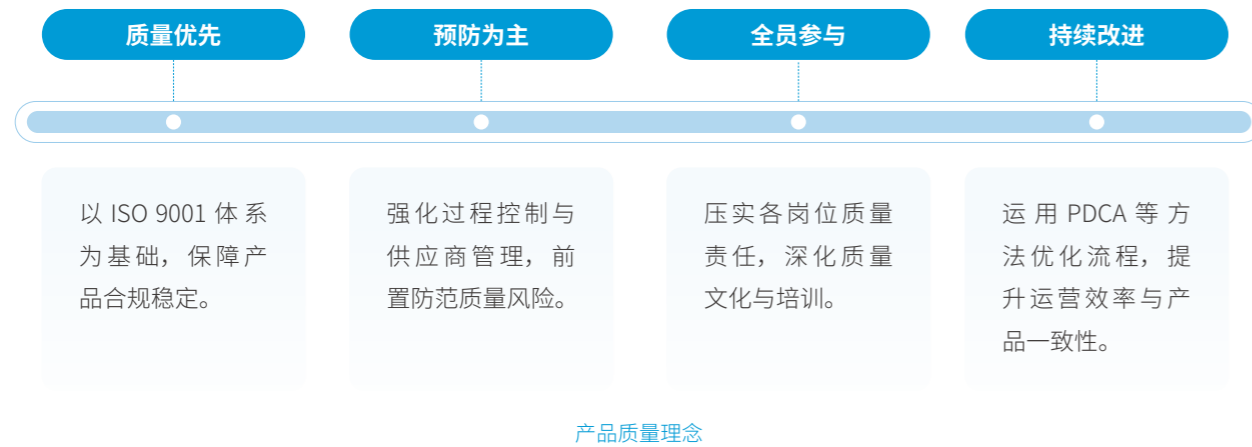 质量优先
预防为主
全员参与
持续改进
以 ISO 9001 体系
为基础，保障产
品合规稳定。
强化过程控制与
供应商管理，前
置防范质量风险。
压实各岗位质量
责任，深化质量
文化与培训。
运用 PDCA 等方
法优化流程，提
升运营效率与产
品一致性。
产品质量理念